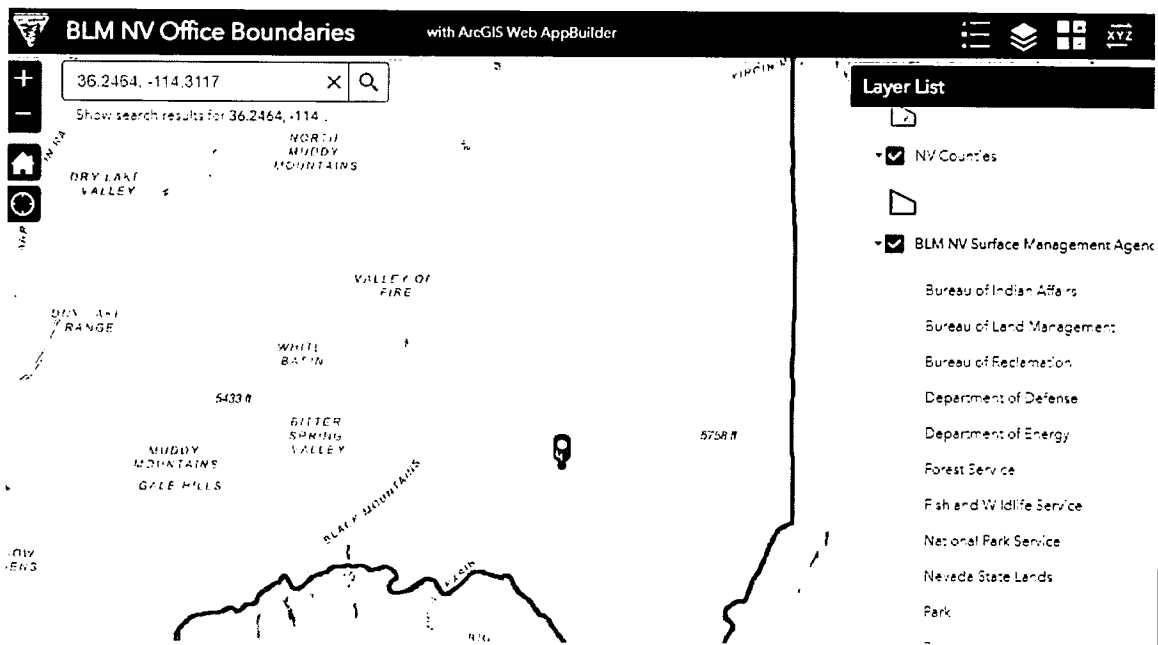 BLM NV Office Boundaries
with ArcGIS Web AppBuilder
XYZ
36.2464, -114.3117
Show search results for 36.2464, -114...
Layer List
NV Counties
BLM NV Surface Management Agenc
Bureau of Indian Affairs
Bureau of Land Management
Bureau of Reclamation
Department of Defense
Department of Energy
Forest Service
Fish and Wildlife Service
National Park Service
Nevada State Lands
Park
NORTH
MUDDY
MOUNTAINS
DRY LAKE
VALLEY
VALLEY OF
FIRE
DRY LAKE
RANGE
WHITE
BASIN
5433 ft
BITTER
SPRING
VALLEY
5758 ft
MUDDY
MOUNTAINS
GALE HILLS
BLACK MOUNTAINS
BASIN